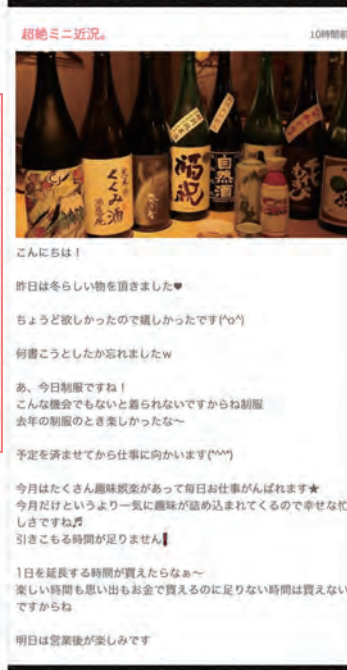 超絶ミニ近況。
10時間前
くくみ酒
酩祝
自然酒
こんにちは！
昨日は冬らしい物を頂きました♥
ちょうど欲しかったので嬉しかったです(^o^)
何書こうとしたか忘れましたw
あ、今日制服ですね！
こんな機会でもないと着られないですからね制服
去年の制服のとき楽しかったな〜
予定を済ませてから仕事に向かいます(^^^)
今月はたくさん趣味娯楽があって毎日お仕事がんばれます★
今月だけというより一気に趣味が詰め込まれてくるので幸せな忙
しさですね♬
引きこもる時間が足りません
1日を延長する時間が買えたらなぁ〜
楽しい時間も思い出もお金で買えるのに足りない時間は買えない
ですからね
明日は営業後が楽しみです